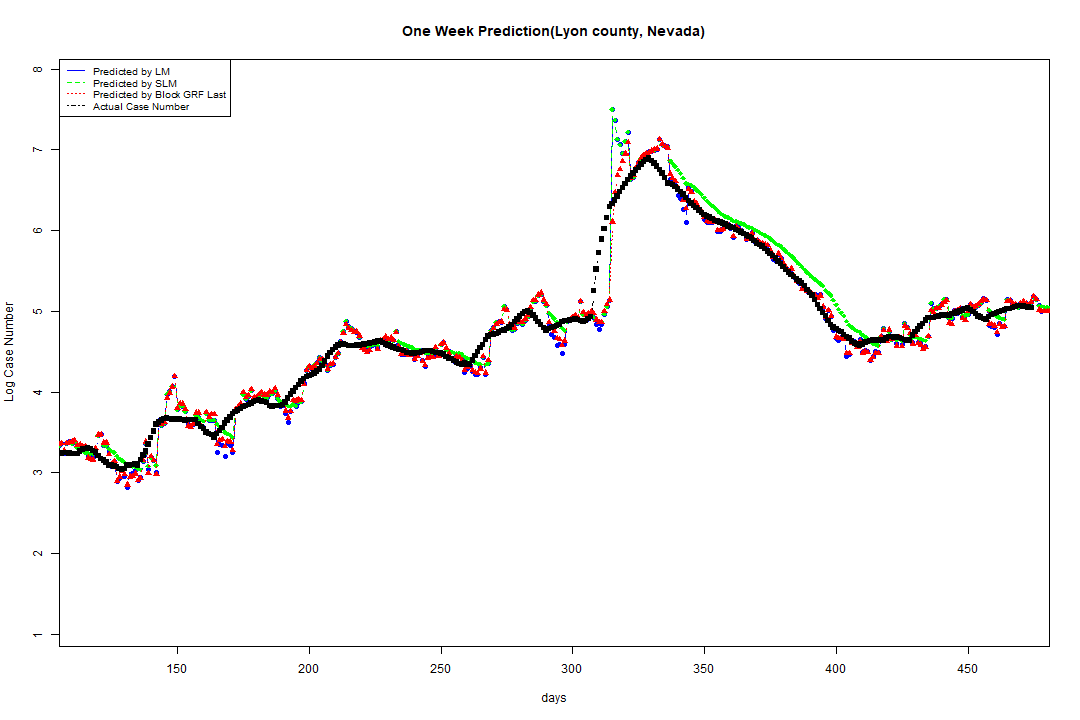 One Week Prediction(Lyon county, Nevada)
Predicted by LM
Predicted by SLM
Predicted by Block GRF Last
Actual Case Number
8
7
6
5
4
3
2
1
Log Case Number
150 200 250 300 350 400 450
days